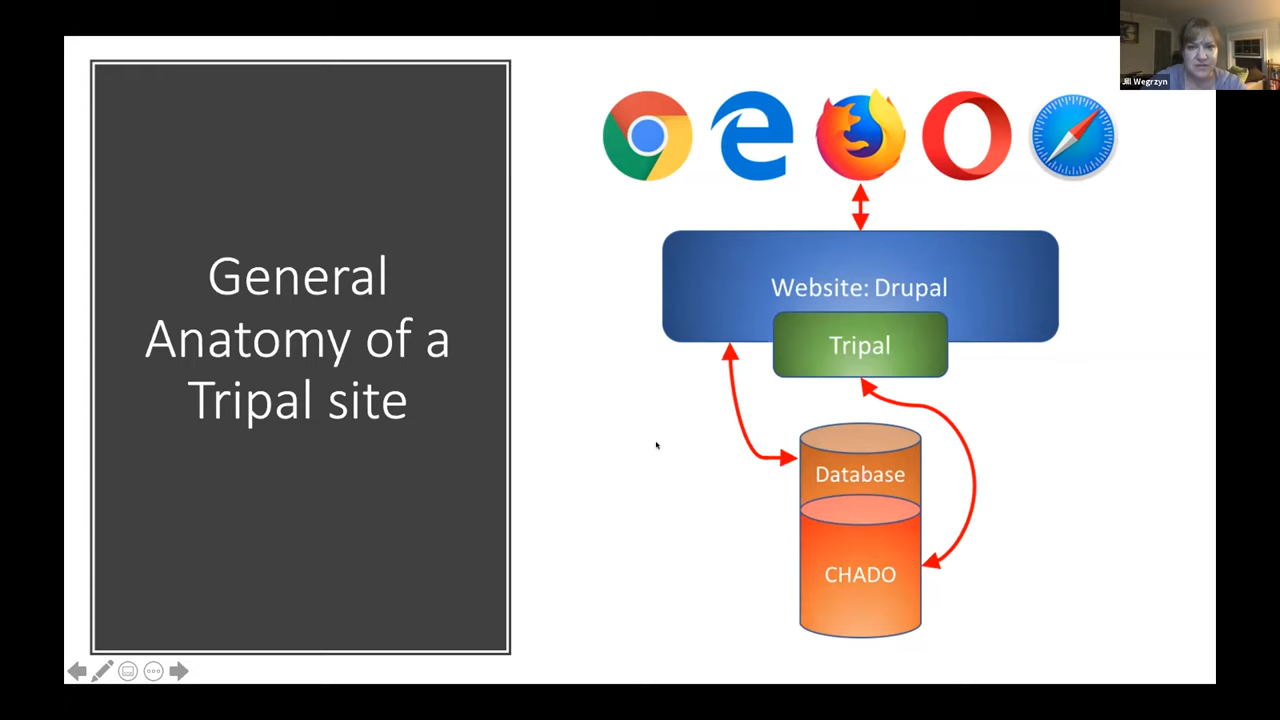 Jill Wegrzyn
General
Anatomy of a
Tripal site
Website: Drupal
Tripal
Database
CHADO